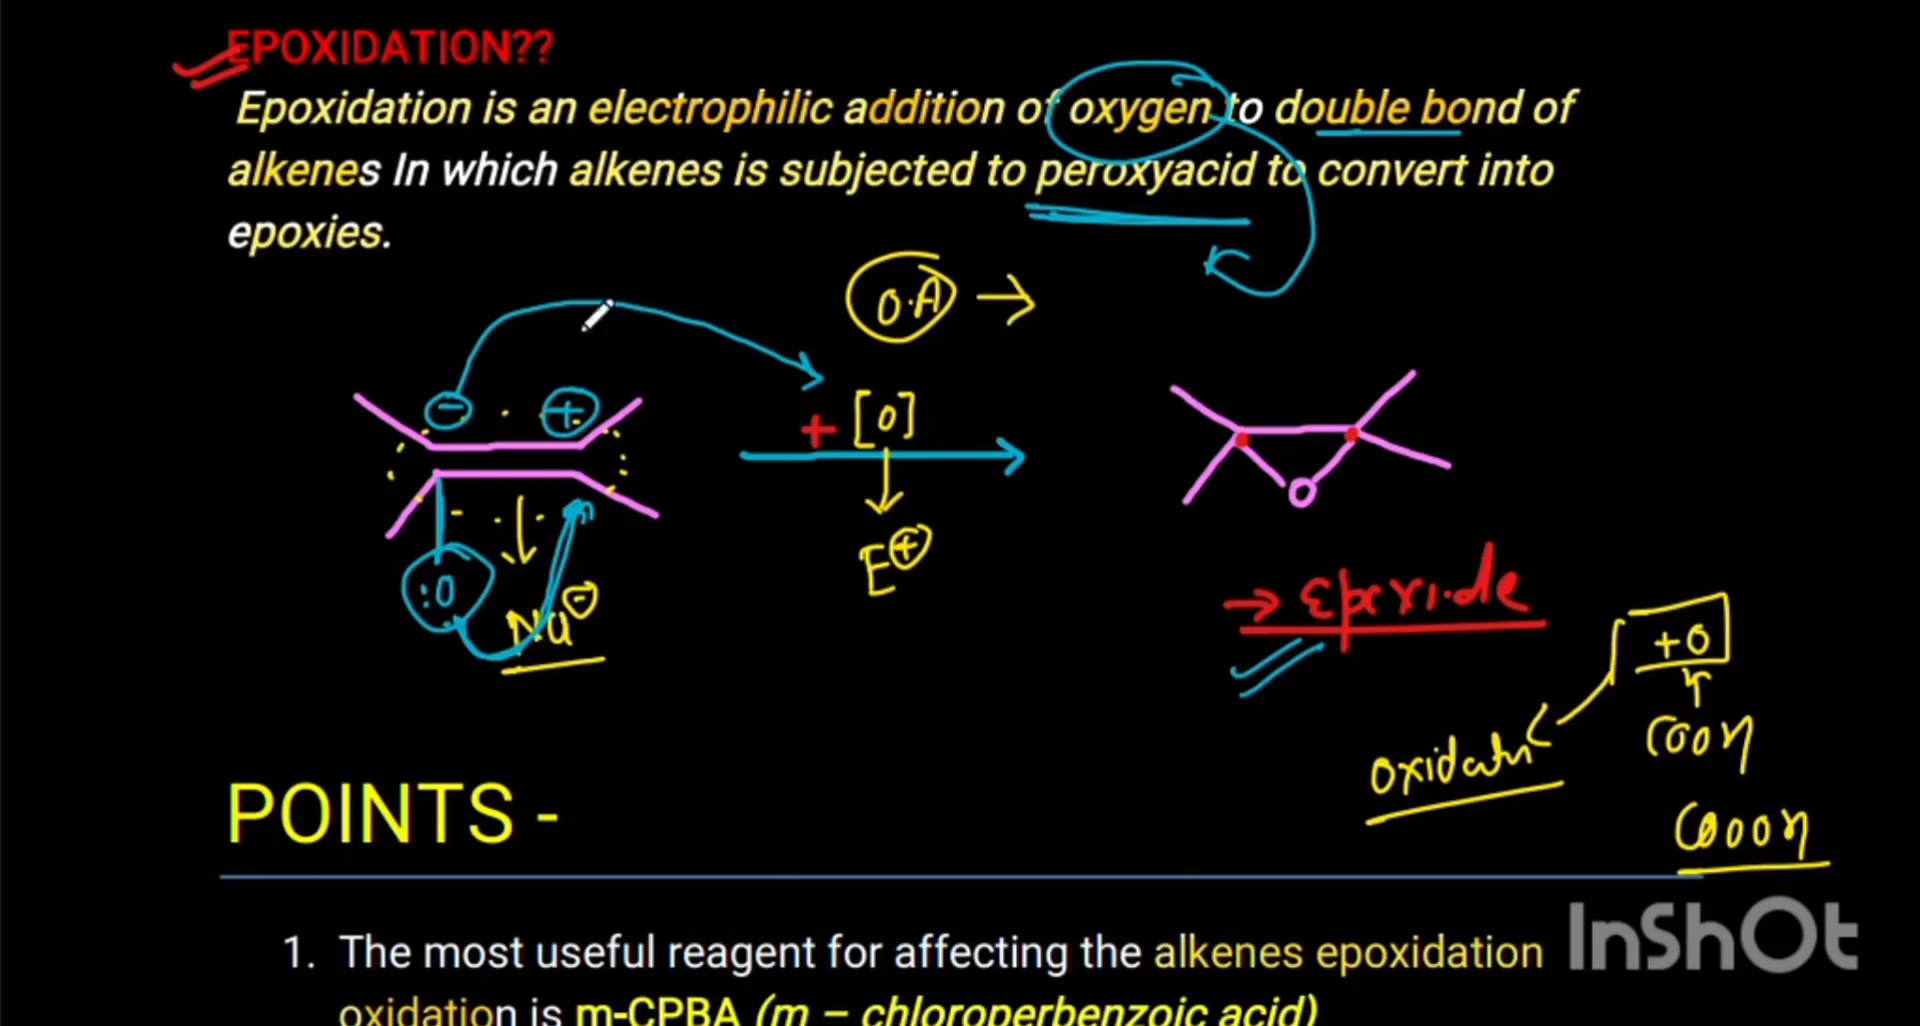 EPOXIDATION??
Epoxidation is an electrophilic addition of oxygen to double bond of
alkenes In which alkenes is subjected to peroxyacid to convert into
epoxies.
O.A →
- +
+ [O]
:O
Nu⊖
E⊕
O
→ Epoxide
+O
COOH
oxidatn
COOOH
POINTS -
1. The most useful reagent for affecting the alkenes epoxidation
oxidation is m-CPBA (m – chloroperbenzoic acid)
InShOt